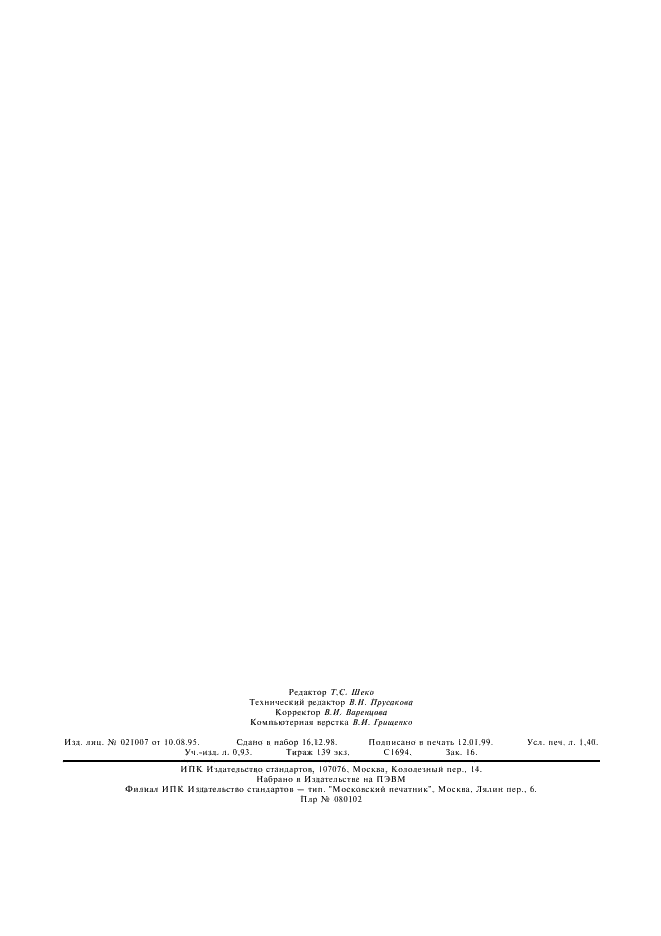 Редактор Т.С. Шеко
Технический редактор В.Н. Прусакова
Корректор В.И. Варенцова
Компьютерная верстка В.И. Грищенко
Изд. лиц. № 021007 от 10.08.95. Сдано в набор 16.12.98. Подписано в печать 12.01.99. Усл. печ. л. 1,40.
Уч.-изд. л. 0,93. Тираж 139 экз. С1694. Зак. 16.
ИПК Издательство стандартов, 107076, Москва, Колодезный пер., 14.
Набрано в Издательстве на ПЭВМ
Филиал ИПК Издательство стандартов — тип. "Московский печатник", Москва, Лялин пер., 6.
Плр № 080102